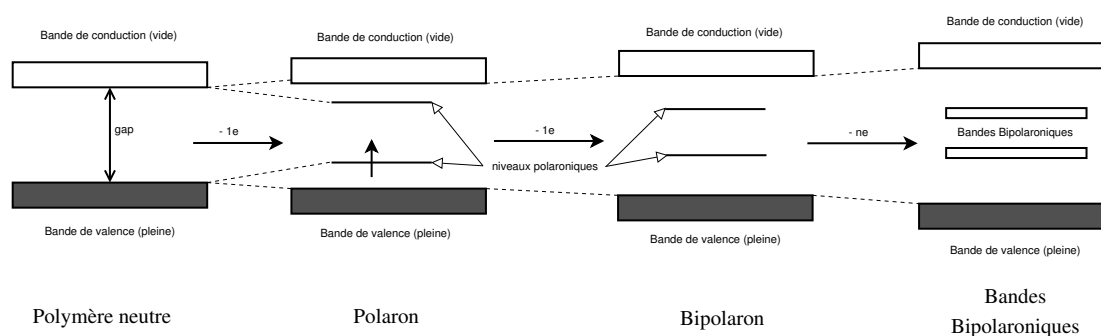 Bande de conduction (vide)
Bande de conduction (vide)
Bande de conduction (vide)
Bande de conduction (vide)
gap
- 1e
- 1e
- ne
Bandes Bipolaroniques
niveaux polaroniques
Bande de valence (pleine)
Bande de valence (pleine)
Bande de valence (pleine)
Bande de valence (pleine)
Polymère neutre
Polaron
Bipolaron
Bandes
Bipolaroniques